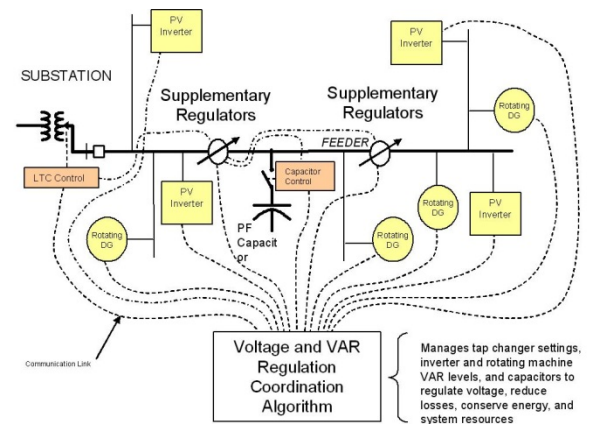 PV
Inverter
PV
Inverter
SUBSTATION
Supplementary
Regulators
Supplementary
Regulators
Rotating
DG
FEEDER
LTC Control
Capacitor
Control
PV
Inverter
Rotating
DG
PV
Inverter
Rotating
DG
Rotating
DG
PF
Capacit
or
Voltage and VAR
Regulation
Coordination
Algorithm
Manages tap changer settings,
inverter and rotating machine
VAR levels, and capacitors to
regulate voltage, reduce
losses, conserve energy, and
system resources
Communication Link